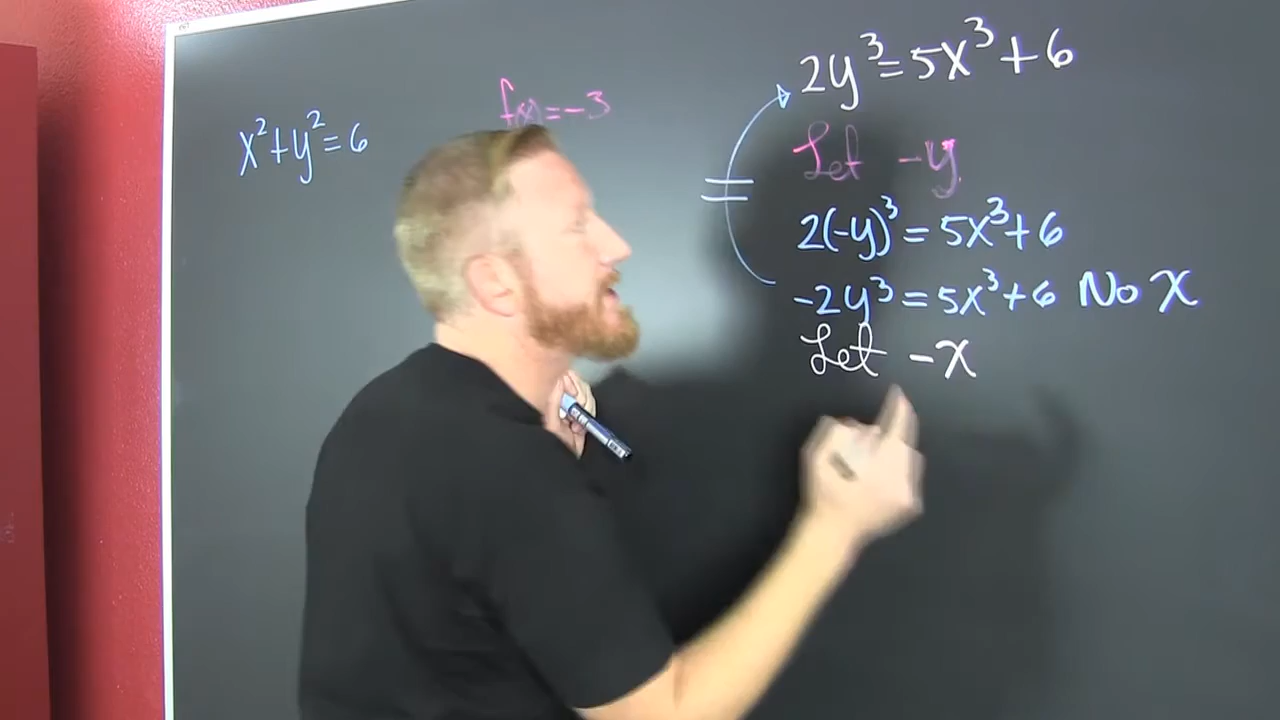 x²+y²=6
f(x)=-3
2y³=5x³+6
Let -y
2(-y)³=5x³+6
-2y³=5x³+6 No x
Let -x